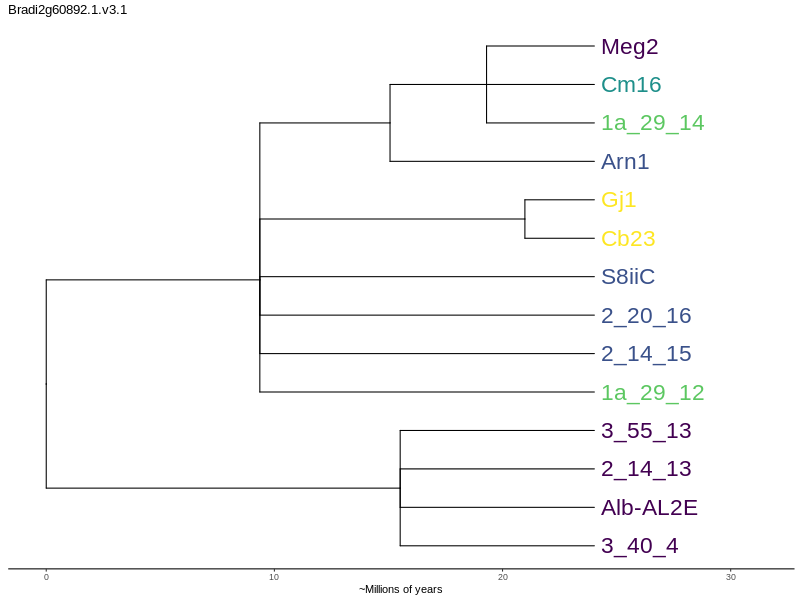 Bradi2g60892.1.v3.1
Meg2
Cm16
1a_29_14
Arn1
Gj1
Cb23
S8iiC
2_20_16
2_14_15
1a_29_12
3_55_13
2_14_13
Alb-AL2E
3_40_4
0 10 20 30
~Millions of years